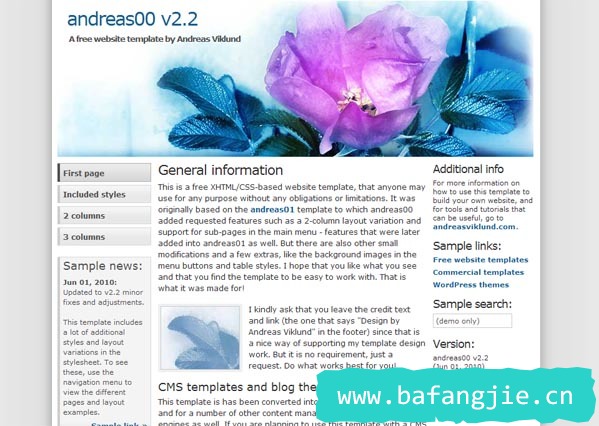 andreas00 v2.2
A free website template by Andreas Viklund
First page
Included styles
2 columns
3 columns
Sample news:
Jun 01, 2010:
Updated to v2.2 minor
fixes and adjustments.
This template includes
a lot of additional
styles and layout
variations in the
stylesheet. To see
these, use the
navigation menu to
view the different
pages and layout
examples.
Sample link »
General information
This is a free XHTML/CSS-based website template, that anyone may
use for any purpose without any obligations or limitations. It was
originally based on the andreas01 template to which andreas00
added requested features such as a 2-column layout variation and
support for sub-pages in the main menu - features that were later
added into andreas01 as well. But there are also other small
modifications and a few extras, like the background images in the
menu buttons and table styles. I hope that you like what you see
and that you find the template to be easy to work with. That is
what it was made for!
I kindly ask that you leave the credit text
and link (the one that says "Design by
Andreas Viklund" in the footer) since that is
a nice way of supporting my template design
work. But it is no requirement, just a
request. Do what works best for you!
CMS templates and blog the
This template is has been converted into
and for a number of other content mana
engines as well. If you are planning to use this template with a CMS
Additional info
For more information on
how to use this template to
build your own website, and
for tools and tutorials that
can be useful, go to
andreasviklund.com.
Sample links:
Free website templates
Commercial templates
WordPress themes
Sample search:
(demo only)
Version:
andreas00 v2.2
(Jun 01, 2010)
www.bafangjie.cn